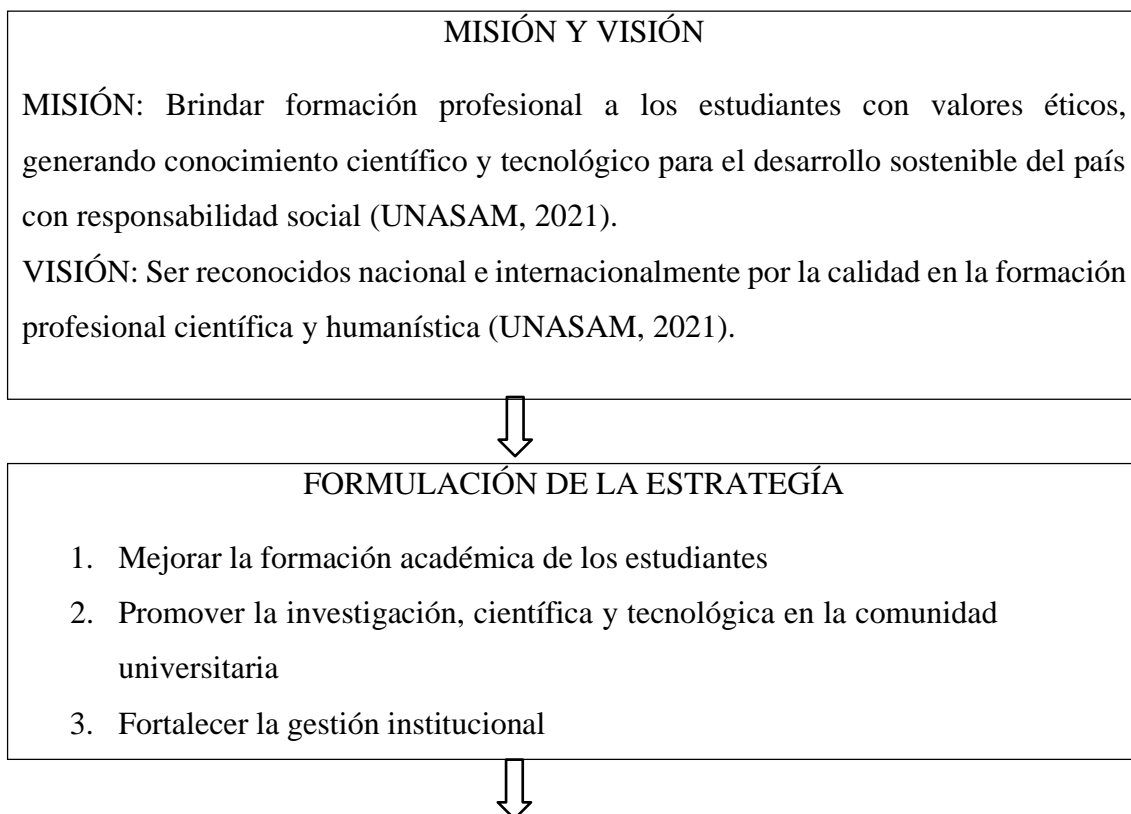 MISIÓN Y VISIÓN
MISIÓN: Brindar formación profesional a los estudiantes con valores éticos,
generando conocimiento científico y tecnológico para el desarrollo sostenible del país
con responsabilidad social (UNASAM, 2021).
VISIÓN: Ser reconocidos nacional e internacionalmente por la calidad en la formación
profesional científica y humanística (UNASAM, 2021).
FORMULACIÓN DE LA ESTRATEGÍA
1. Mejorar la formación académica de los estudiantes
2. Promover la investigación, científica y tecnológica en la comunidad
universitaria
3. Fortalecer la gestión institucional